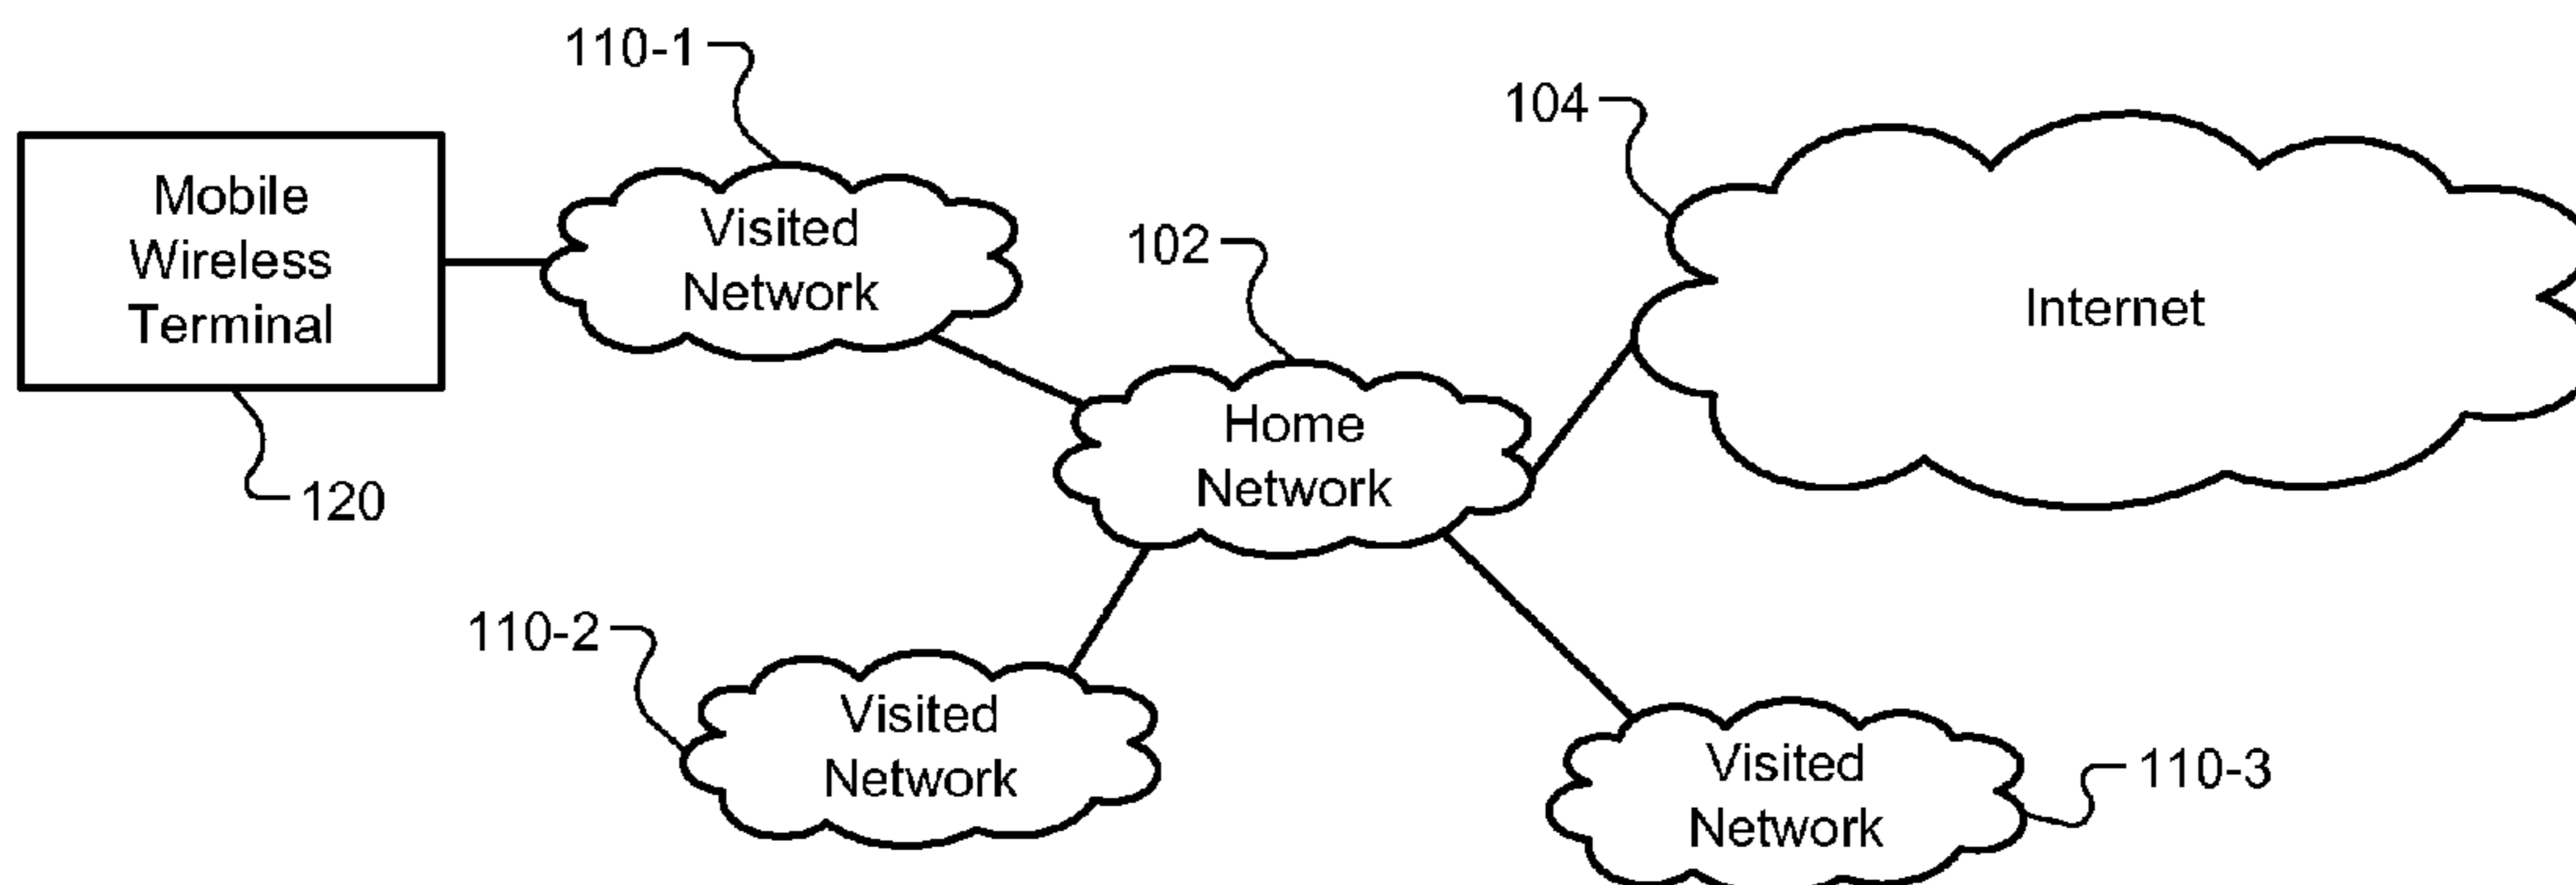 110-1
104
Mobile
Wireless
Terminal
Visited
Network
102
Internet
Home
Network
120
110-2
Visited
Network
Visited
Network
110-3